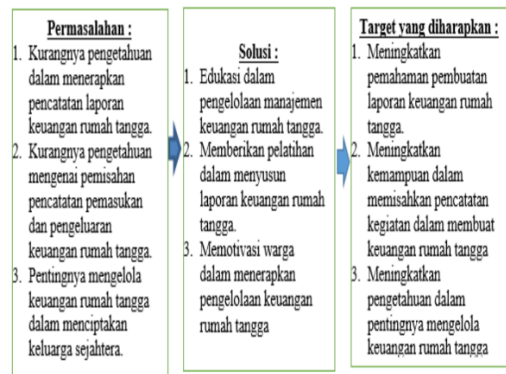 Permasalahan :
1. Kurangnya pengetahuan
dalam menerapkan
pencatatan laporan
keuangan rumah tangga.
2. Kurangnya pengetahuan
mengenai pemisahan
pencatatan pemasukan
dan pengeluaran
keuangan rumah tangga.
3. Pentingnya mengelola
keuangan rumah tangga
dalam menciptakan
keluarga sejahtera.
Solusi :
1. Edukasi dalam
pengelolaan manajemen
keuangan rumah tangga.
2. Memberikan pelatihan
dalam menyusun
laporan keuangan rumah
tangga.
3. Memotivasi warga
dalam menerapkan
pengelolaan keuangan
rumah tangga
Target yang diharapkan :
1. Meningkatkan
pemahaman pembuatan
laporan keuangan rumah
tangga.
2. Meningkatkan
kemampuan dalam
memisahkan pencatatan
kegiatan dalam membuat
keuangan rumah tangga
3. Meningkatkan
pengetahuan dalam
pentingnya mengelola
keuangan rumah tangga